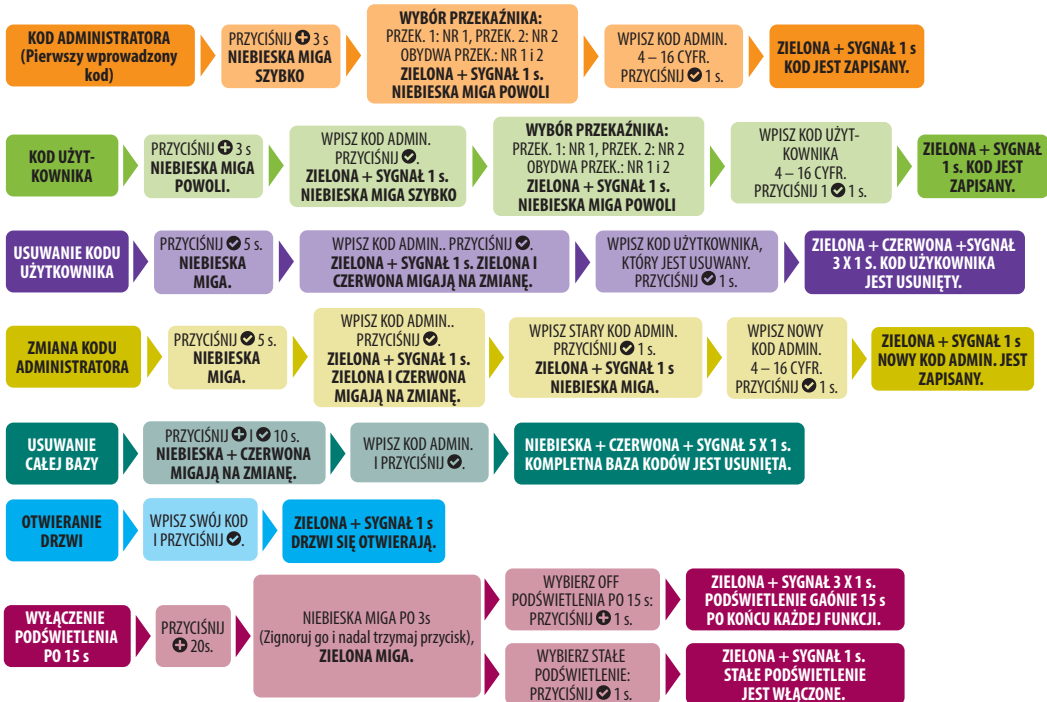 KOD ADMINISTRATORA
(Pierwszy wprowadzony
kod)
PRZYCIŚNIJ ➕ 3 s
NIEBIESKA MIGA
SZYBKO
WYBÓR PRZEKAŹNIKA:
PRZEK. 1: NR 1, PRZEK. 2: NR 2
OBYDWA PRZEK.: NR 1 i 2
ZIELONA + SYGNAŁ 1 s.
NIEBIESKA MIGA POWOLI
WPISZ KOD ADMIN.
4 – 16 CYFR.
PRZYCIŚNIJ ✔ 1 s.
ZIELONA + SYGNAŁ 1 s
KOD JEST ZAPISANY.
KOD UŻYT-
KOWNIKA
PRZYCIŚNIJ ➕ 3 s
NIEBIESKA MIGA
POWOLI.
WPISZ KOD ADMIN.
PRZYCIŚNIJ ✔.
ZIELONA + SYGNAŁ 1 s.
NIEBIESKA MIGA SZYBKO
WYBÓR PRZEKAŹNIKA:
PRZEK. 1: NR 1, PRZEK. 2: NR 2
OBYDWA PRZEK.: NR 1 i 2
ZIELONA + SYGNAŁ 1 s.
NIEBIESKA MIGA POWOLI
WPISZ KOD UŻYT-
KOWNIKA
4 – 16 CYFR.
PRZYCIŚNIJ 1 ✔ 1 s.
ZIELONA + SYGNAŁ
1 s. KOD JEST
ZAPISANY.
USUWANIE KODU
UŻYTKOWNIKA
PRZYCIŚNIJ ✔ 5 s.
NIEBIESKA
MIGA.
WPISZ KOD ADMIN.. PRZYCIŚNIJ ✔.
ZIELONA + SYGNAŁ 1 s. ZIELONA I
CZERWONA MIGAJĄ NA ZMIANĘ.
WPISZ KOD UŻYTKOWNIKA,
KTÓRY JEST USUWANY.
PRZYCIŚNIJ ✔ 1 s.
ZIELONA + CZERWONA +SYGNAŁ
3 X 1 S. KOD UŻYKOWNIKA
JEST USUNIĘTY.
ZMIANA KODU
ADMINISTRATORA
PRZYCIŚNIJ ✔ 5 s.
NIEBIESKA
MIGA.
WPISZ KOD ADMIN..
PRZYCIŚNIJ ✔.
ZIELONA + SYGNAŁ 1 s.
ZIELONA I CZERWONA
MIGAJĄ NA ZMIANĘ.
WPISZ STARY KOD ADMIN.
PRZYCIŚNIJ ✔ 1 s.
ZIELONA + SYGNAŁ 1 s
NIEBIESKA MIGA.
WPISZ NOWY
KOD ADMIN.
4 – 16 CYFR.
PRZYCIŚNIJ ✔ 1 s.
ZIELONA + SYGNAŁ 1 s
NOWY KOD ADMIN. JEST
ZAPISANY.
USUWANIE
CAŁEJ BAZY
PRZYCIŚNIJ ➕ I ✔ 10 s.
NIEBIESKA + CZERWONA
MIGAJĄ NA ZMIANĘ.
WPISZ KOD ADMIN.
I PRZYCIŚNIJ ✔.
NIEBIESKA + CZERWONA + SYGNAŁ 5 X 1 s.
KOMPLETNA BAZA KODÓW JEST USUNIĘTA.
OTWIERANIE
DRZWI
WPISZ SWÓJ KOD
I PRZYCIŚNIJ ✔.
ZIELONA + SYGNAŁ 1 s
DRZWI SIĘ OTWIERAJĄ.
WYŁĄCZENIE
PODŚWIETLENIA
PO 15 s
PRZYCIŚNIJ
➕ 20s.
NIEBIESKA MIGA PO 3s
(Zignoruj go i nadal trzymaj przycisk),
ZIELONA MIGA.
WYBIERZ OFF
PODŚWIETLENIA PO 15 s:
PRZYCIŚNIJ ➕ 1 s.
ZIELONA + SYGNAŁ 3 X 1 s.
PODŚWIETLENIE GAÓNIE 15 s
PO KOŃCU KAŻDEJ FUNKCJI.
WYBIERZ STAŁE
PODŚWIETLENIE:
PRZYCIŚNIJ ✔ 1 s.
ZIELONA + SYGNAŁ 1 s.
STAŁE PODŚWIETLENIE
JEST WŁĄCZONE.